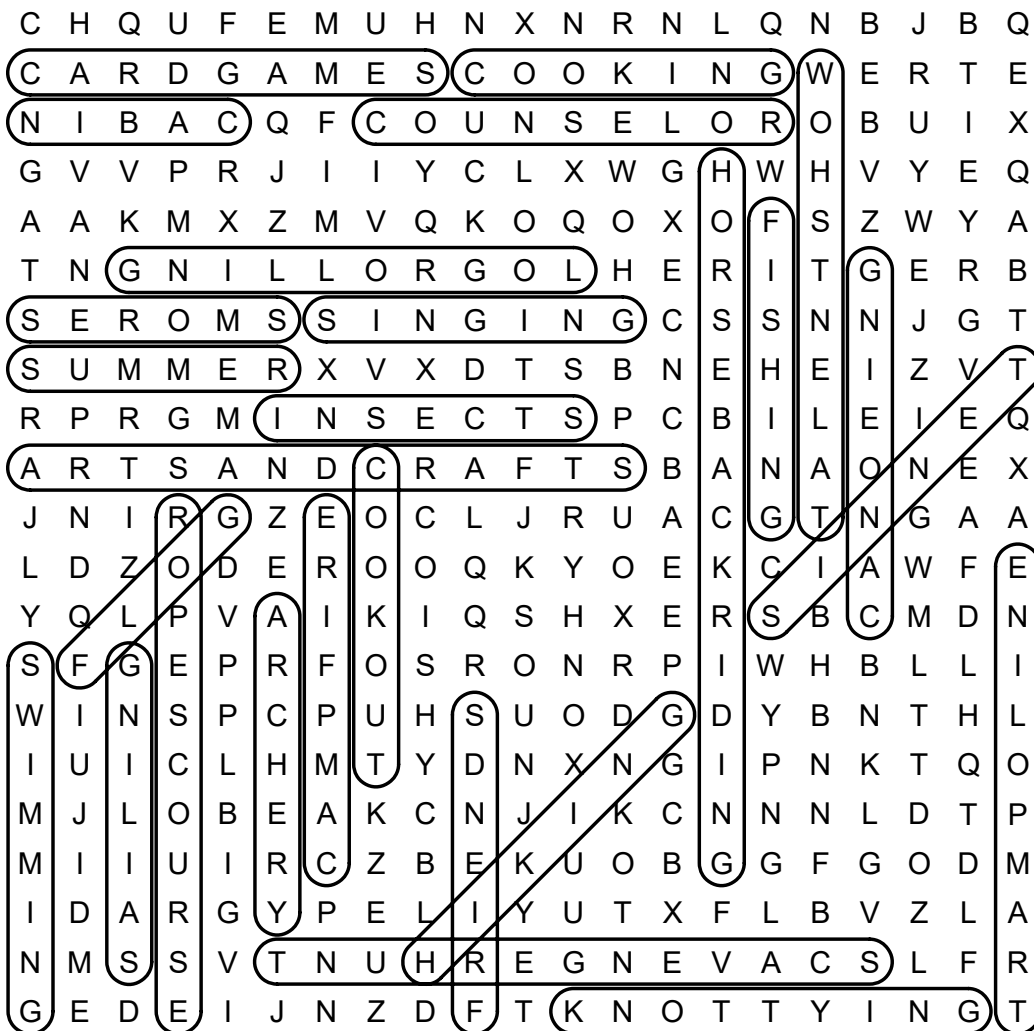 C H Q U F E M U H N X N R N L Q N B J B Q
C A R D G A M E S C O O K I N G W E R T E
N I B A C Q F C O U N S E L O R O B U I X
G V V P R J I I Y C L X W G H W H V Y E Q
A A K M X Z M V Q K O Q O X O F S Z W Y A
T N G N I L L O R G O L H E R I T G E R B
S E R O M S S I N G I N G C S S N N J G T
S U M M E R X V X D T S B N E H E I Z V T
R P R G M I N S E C T S P C B I L E I E Q
A R T S A N D C R A F T S B A N A O N E X
J N I R G Z E O C L J R U A C G T N G A A
L D Z O D E R O O Q K Y O E K C I A W F E
Y Q L P V A I K I Q S H X E R S B C M D N
S F G E P R F O S R O N R P I W H B L L I
W I N S P C P U H S U O D G D Y B N T H L
I U I C L H M T Y D N X N G I P N K T Q O
M J L O B E A K C N J I K C N N N L D T P
M I I U I R C Z B E K U O B G G F G O D M
I D A R G Y P E L I Y U T X F L B V Z L A
N M S S V T N U H R E G N E V A C S L F R
G E D E I J N Z D F T K N O T T Y I N G T